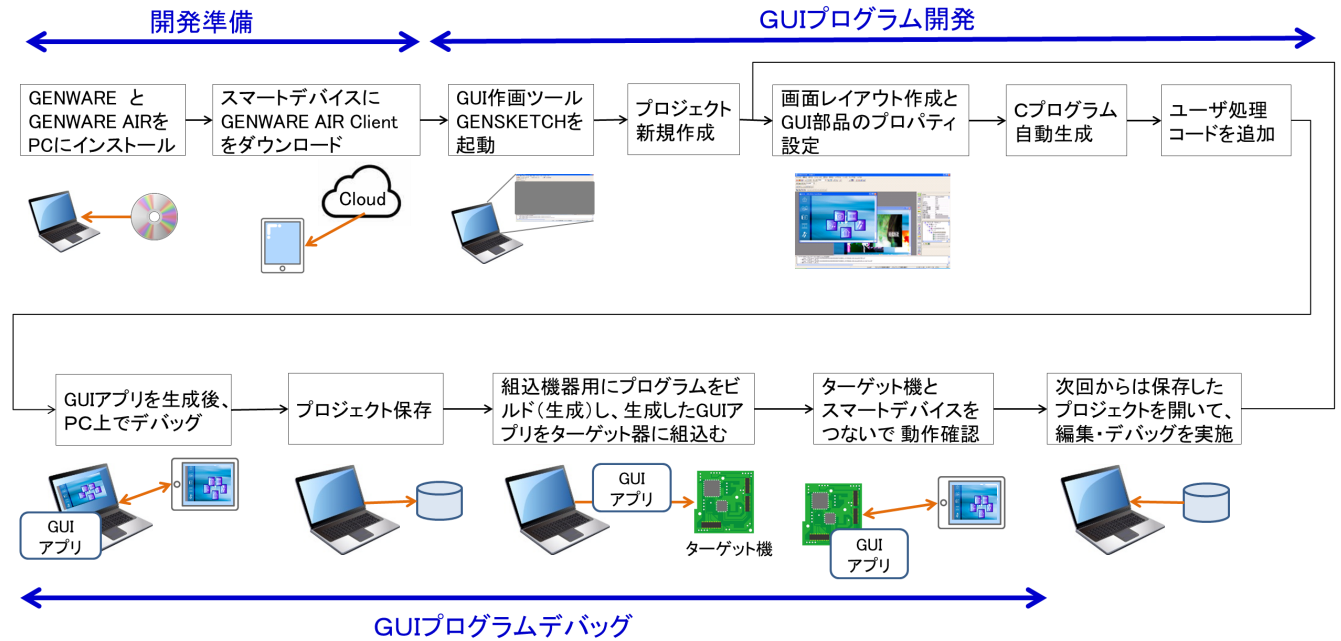 開発準備
GUIプログラム開発
GENWARE と
GENWARE AIRを
PCにインストール
スマートデバイスに
GENWARE AIR Client
をダウンロード
GUI作画ツール
GENSKETCHを
起動
プロジェクト
新規作成
画面レイアウト作成と
GUI部品のプロパティ
設定
Cプログラム
自動生成
ユーザ処理
コードを追加
Cloud
GUIアプリを生成後、
PC上でデバッグ
プロジェクト保存
組込機器用にプログラムをビ
ルド(生成)し、生成したGUIア
プリをターゲット器に組込む
ターゲット機と
スマートデバイスを
つないで 動作確認
次回からは保存した
プロジェクトを開いて、
編集・デバッグを実施
GUI
アプリ
GUI
アプリ
ターゲット機
GUI
アプリ
GUIプログラムデバッグ